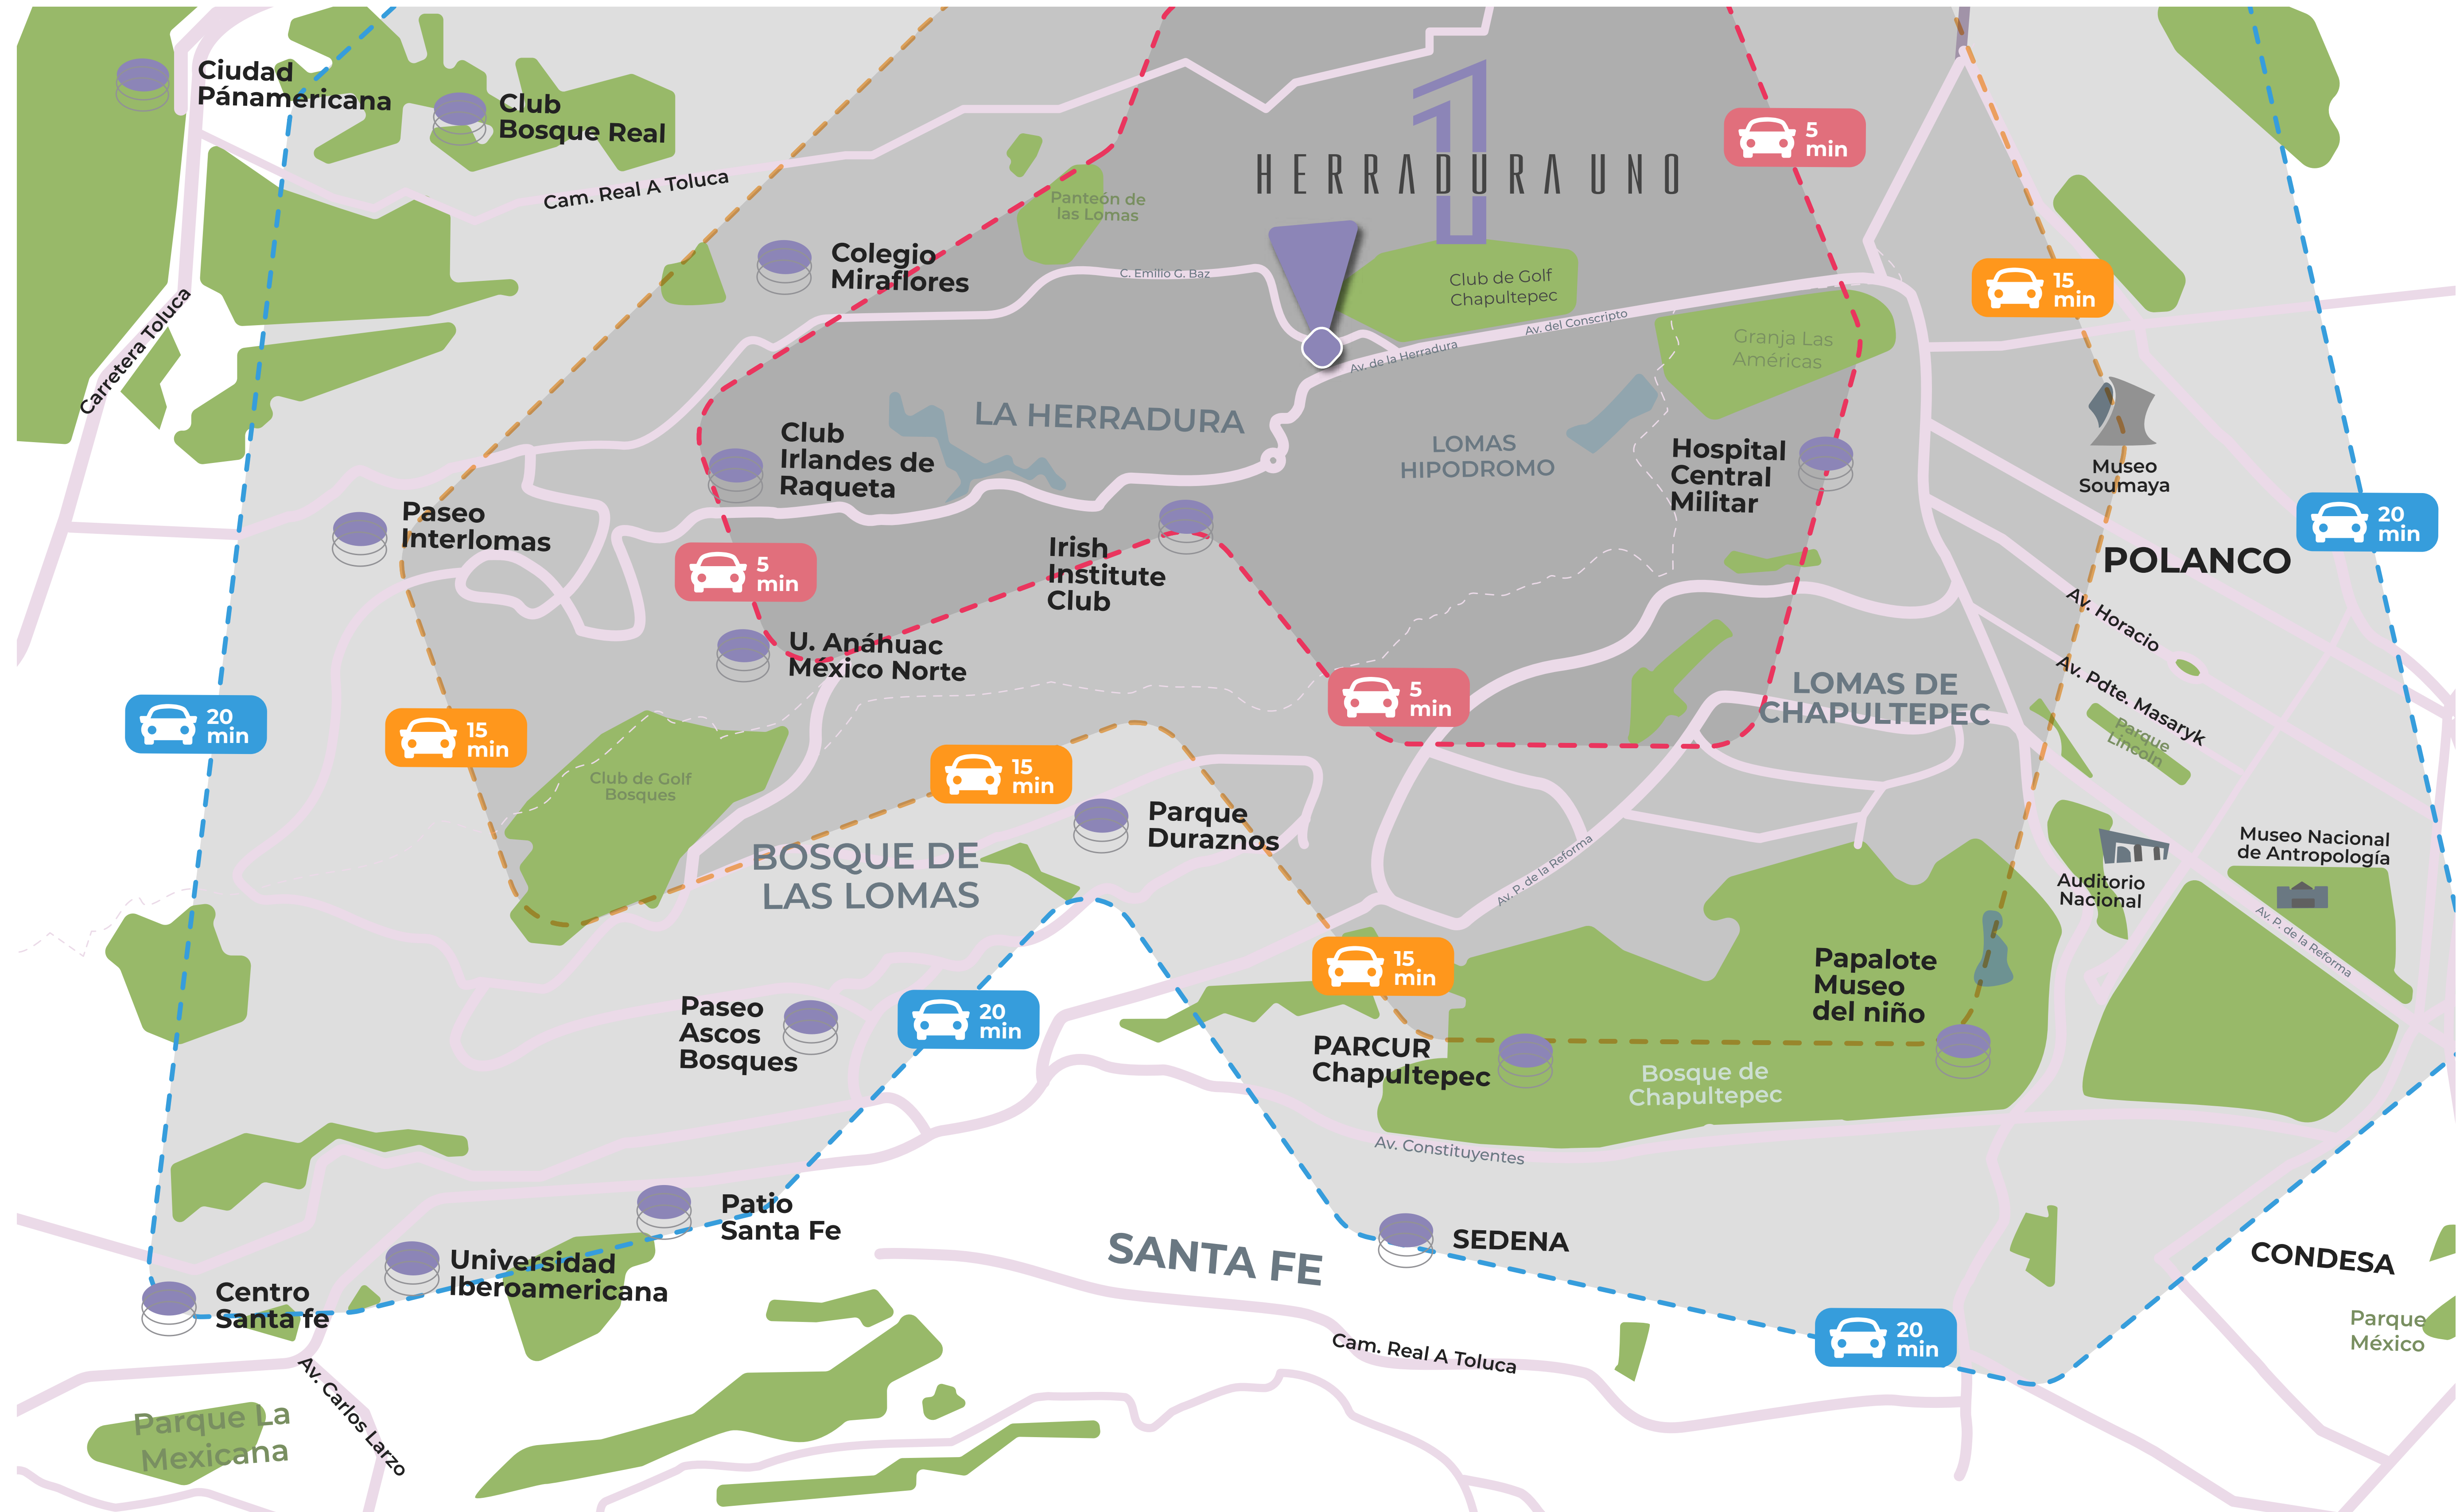 Ciudad
Pánamericana
Club
Bosque Real
Cam. Real A Toluca
Carretera Toluca
Colegio
Miraflores
Panteón de
las Lomas
C. Emilio G. Baz
1
HERRADURA UNO
Club de Golf
Chapultepec
Av. de la Herradura
Av. del Conscripto
5
min
15
min
Granja Las
Américas
LA HERRADURA
LOMAS
HIPODROMO
Club
Irlandes de
Raqueta
Hospital
Central
Militar
Museo
Soumaya
20
min
POLANCO
Paseo
Interlomas
5
min
Irish
Institute
Club
U. Anáhuac
México Norte
5
min
LOMAS DE
CHAPULTEPEC
Av. Horacio
Av. Pdte. Masaryk
Parque
Lincoln
20
min
15
min
Club de Golf
Bosques
15
min
Parque
Duraznos
BOSQUE DE
LAS LOMAS
Av. P. de la Reforma
Museo Nacional
de Antropología
Auditorio
Nacional
Av. P. de la Reforma
15
min
Papalote
Museo
del niño
Paseo
Ascos
Bosques
20
min
PARCUR
Chapultepec
Bosque de
Chapultepec
Av. Constituyentes
Patio
Santa Fe
Universidad
Iberoamericana
Centro
Santa fe
SANTA FE
SEDENA
CONDESA
20
min
Parque
México
Cam. Real A Toluca
Av. Carlos Larzo
Parque La
Mexicana